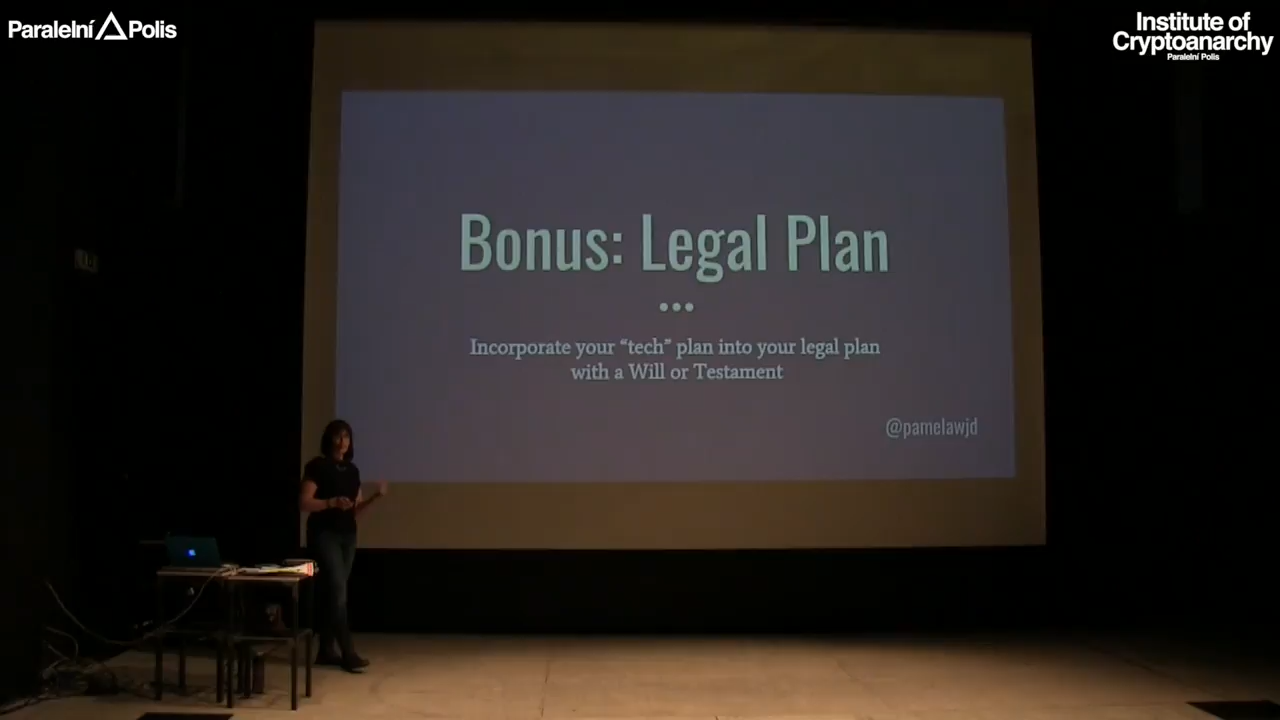 Paralelní Polis
Institute of
Cryptoanarchy
Paralelní Polis
Bonus: Legal Plan
Incorporate your “tech” plan into your legal plan
with a Will or Testament
@pamelawjd